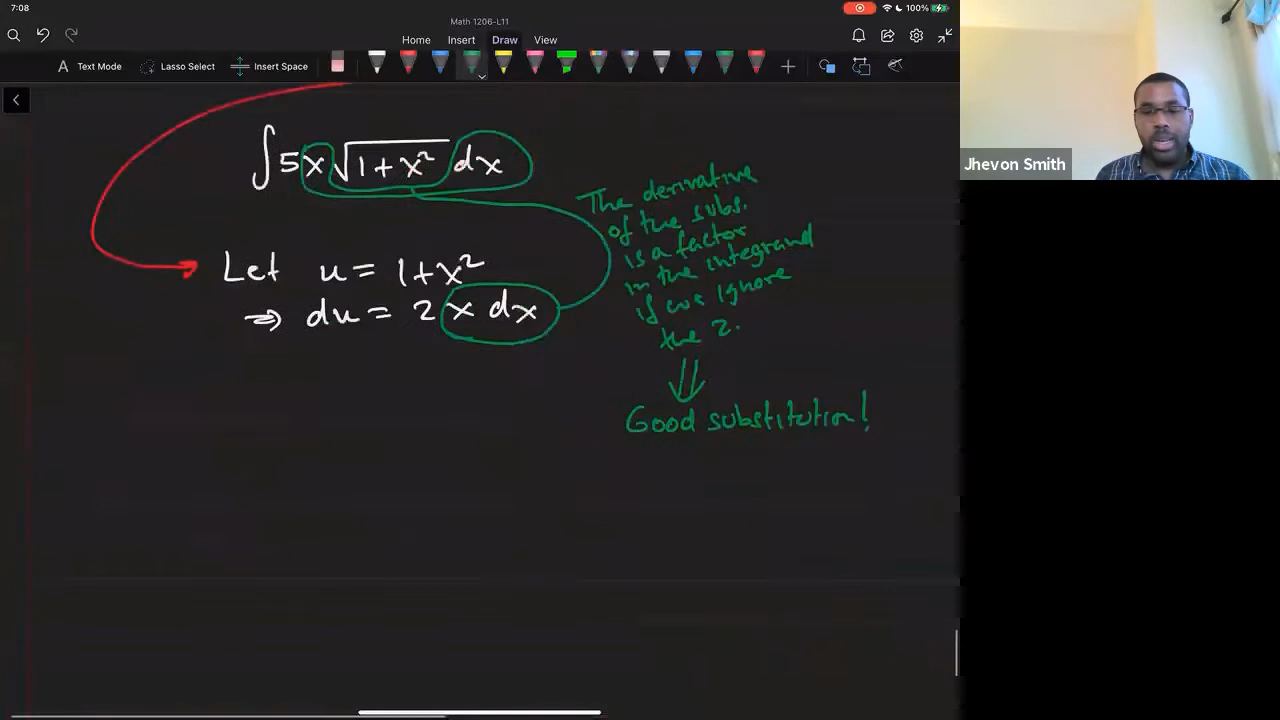 7:08
100%
Math 1206-L11
Home Insert Draw View
Text Mode Lasso Select Insert Space
∫5x√(1+x²) dx
Let u = 1+x²
⇒ du = 2x dx
The derivative
of the subs.
is a factor
in the integrand
if we ignore
the 2.
⇓
Good substitution!
Jhevon Smith